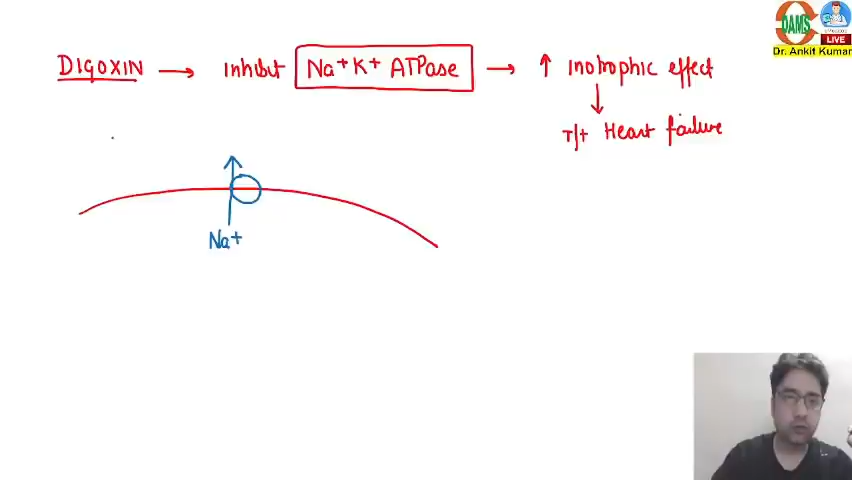 DAMS
LIVE
Dr. Ankit Kumar
DIGOXIN → Inhibit Na+K+ ATPase → ↑ Inotrophic effect
↓
T/t Heart failure
Na+